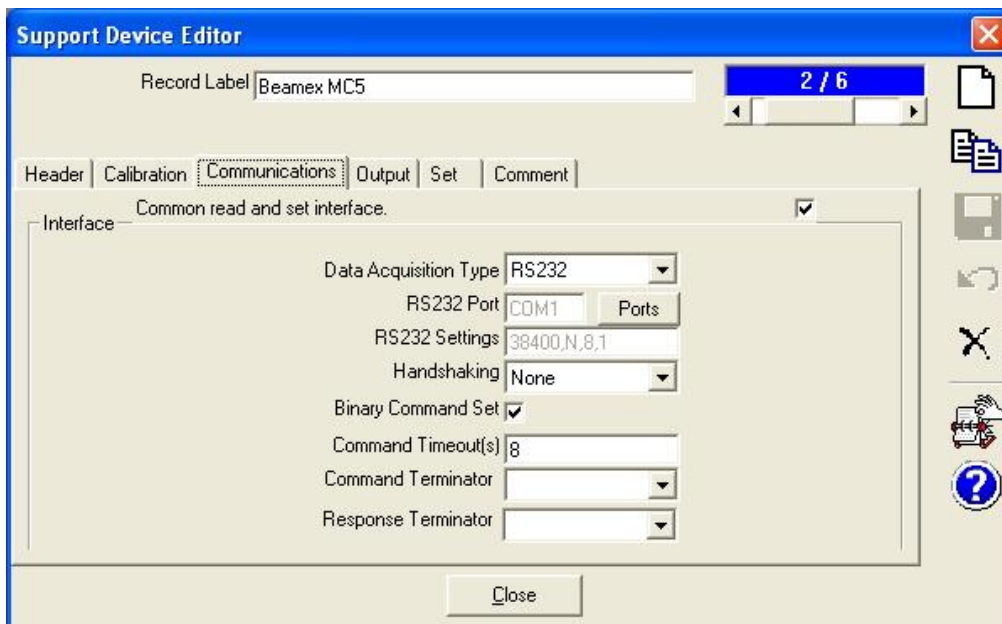 Support Device Editor
Record Label Beamex MC5
2 / 6
Header Calibration Communications Output Set Comment
Common read and set interface.
Interface
Data Acquisition Type RS232
RS232 Port COM1 Ports
RS232 Settings 38400,N,8,1
Handshaking None
Binary Command Set
Command Timeout(s) 8
Command Terminator
Response Terminator
Close